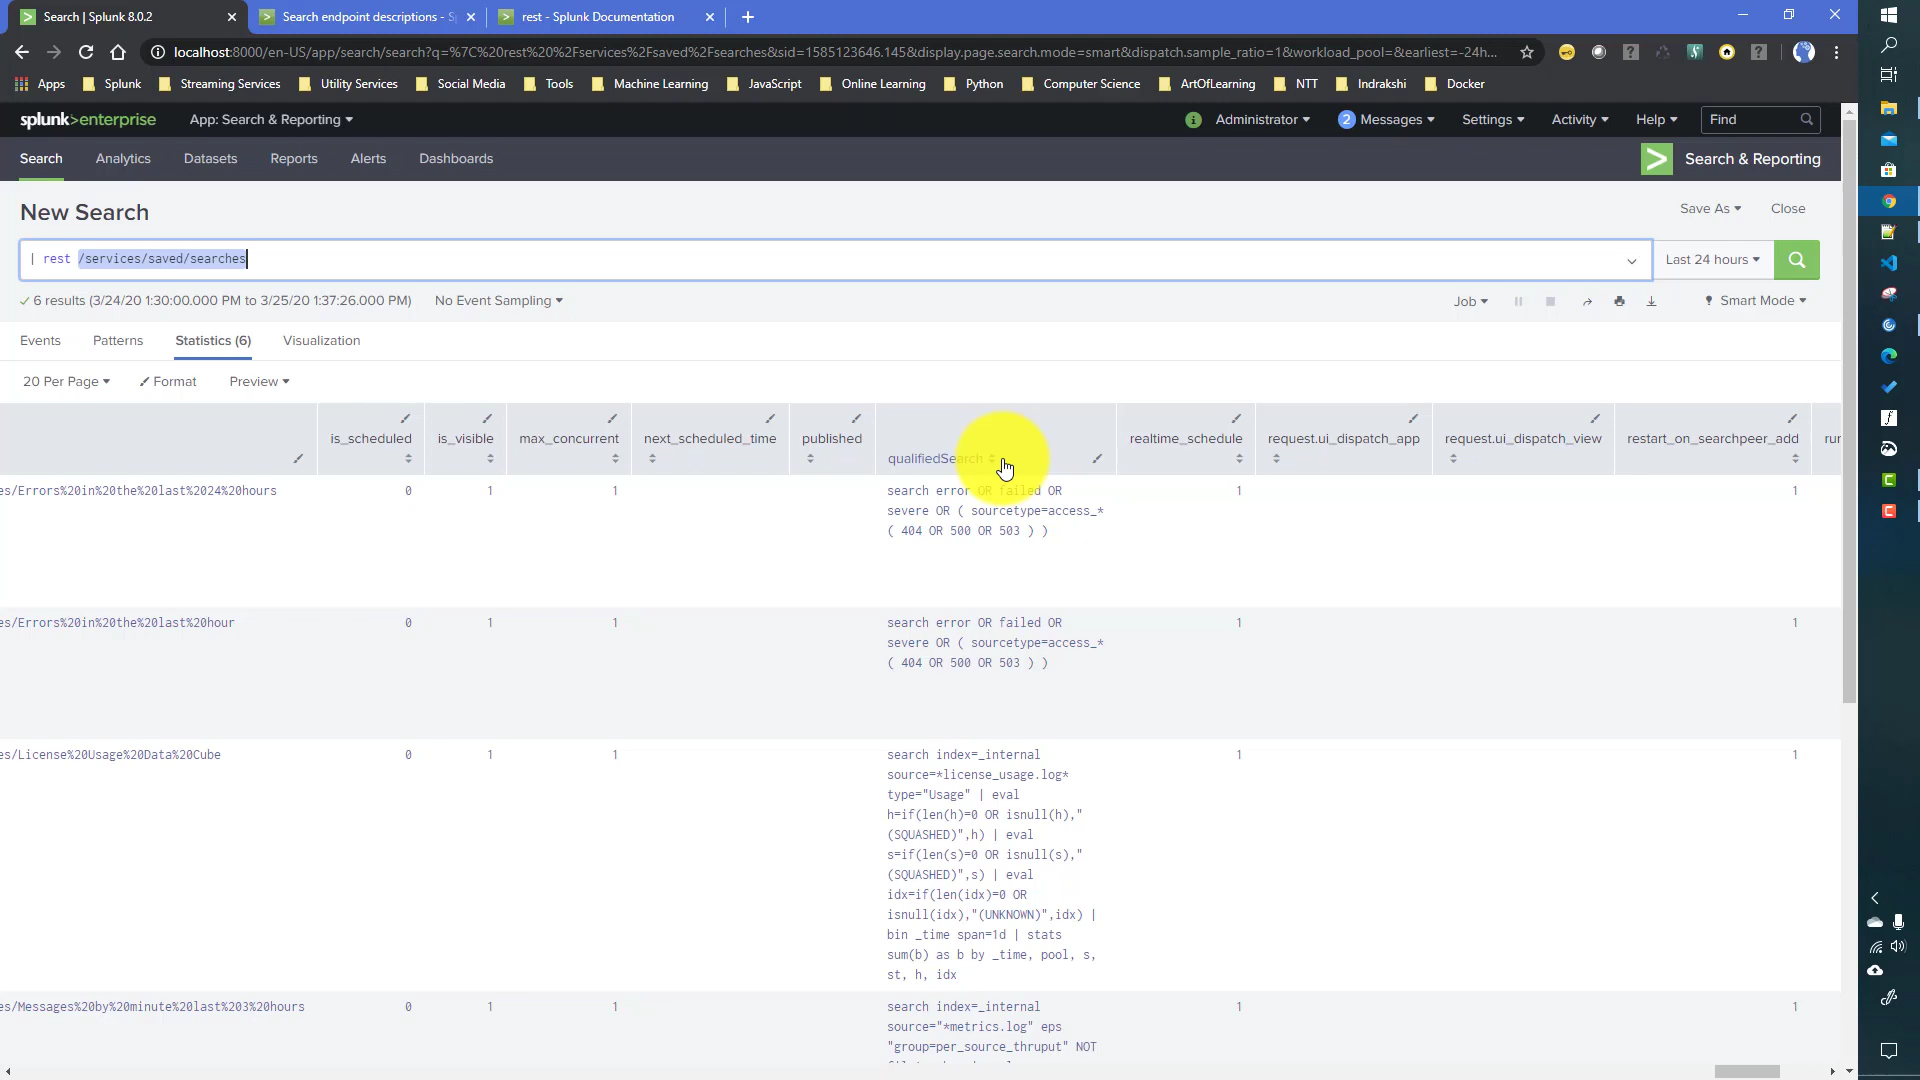 Search | Splunk 8.0.2
Search endpoint descriptions - S
rest - Splunk Documentation
localhost:8000/en-US/app/search/search?q=%7C%20rest%20%2Fservices%2Fsaved%2Fsearches&sid=1585123646.145&display.page.search.mode=smart&dispatch.sample_ratio=1&workload_pool=&earliest=-24h...
Apps Splunk Streaming Services Utility Services Social Media Tools Machine Learning JavaScript Online Learning Python Computer Science ArtOfLearning NTT Indrakshi Docker
splunk>enterprise App: Search & Reporting Administrator 2 Messages Settings Activity Help Find
Search Analytics Datasets Reports Alerts Dashboards Search & Reporting
New Search Save As Close
| rest /services/saved/searches Last 24 hours
6 results (3/24/20 1:30:00.000 PM to 3/25/20 1:37:26.000 PM) No Event Sampling Job Smart Mode
Events Patterns Statistics (6) Visualization
20 Per Page Format Preview
is_scheduled is_visible max_concurrent next_scheduled_time published qualifiedSearch realtime_schedule request.ui_dispatch_app request.ui_dispatch_view restart_on_searchpeer_add rur
es/Errors%20in%20the%20last%2024%20hours 0 1 1 search error OR failed OR 1 1
severe OR ( sourcetype=access_*
( 404 OR 500 OR 503 ) )
es/Errors%20in%20the%20last%20hour 0 1 1 search error OR failed OR 1 1
severe OR ( sourcetype=access_*
( 404 OR 500 OR 503 ) )
es/License%20Usage%20Data%20Cube 0 1 1 search index=_internal 1 1
source=*license_usage.log*
type="Usage" | eval
h=if(len(h)=0 OR isnull(h),"
(SQUASHED)",h) | eval
s=if(len(s)=0 OR isnull(s),"
(SQUASHED)",s) | eval
idx=if(len(idx)=0 OR
isnull(idx),"(UNKNOWN)",idx) |
bin _time span=1d | stats
sum(b) as b by _time, pool, s,
st, h, idx
es/Messages%20by%20minute%20last%203%20hours 0 1 1 search index=_internal 1 1
source="*metrics.log" eps
"group=per_source_thruput" NOT